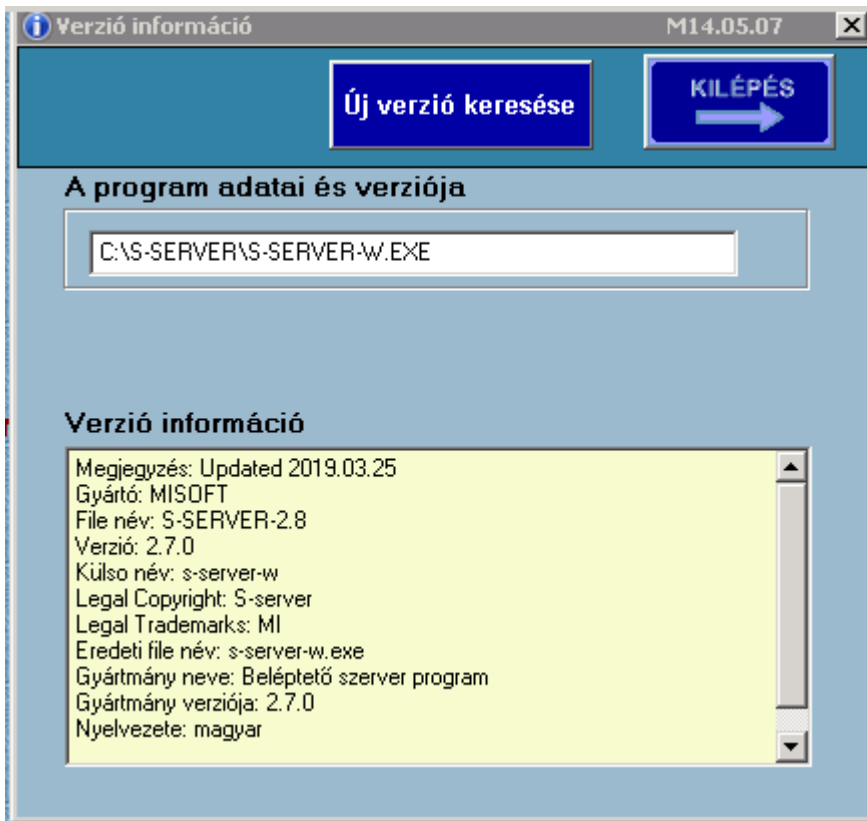 Verzió információ M14.05.07
Új verzió keresése
KILÉPÉS
A program adatai és verziója
C:\S-SERVER\S-SERVER-W.EXE
Verzió információ
Megjegyzés: Updated 2019.03.25
Gyártó: MISOFT
File név: S-SERVER-2.8
Verzió: 2.7.0
Külso név: s-server-w
Legal Copyright: S-server
Legal Trademarks: MI
Eredeti file név: s-server-w.exe
Gyártmány neve: Beléptető szerver program
Gyártmány verziója: 2.7.0
Nyelvezete: magyar